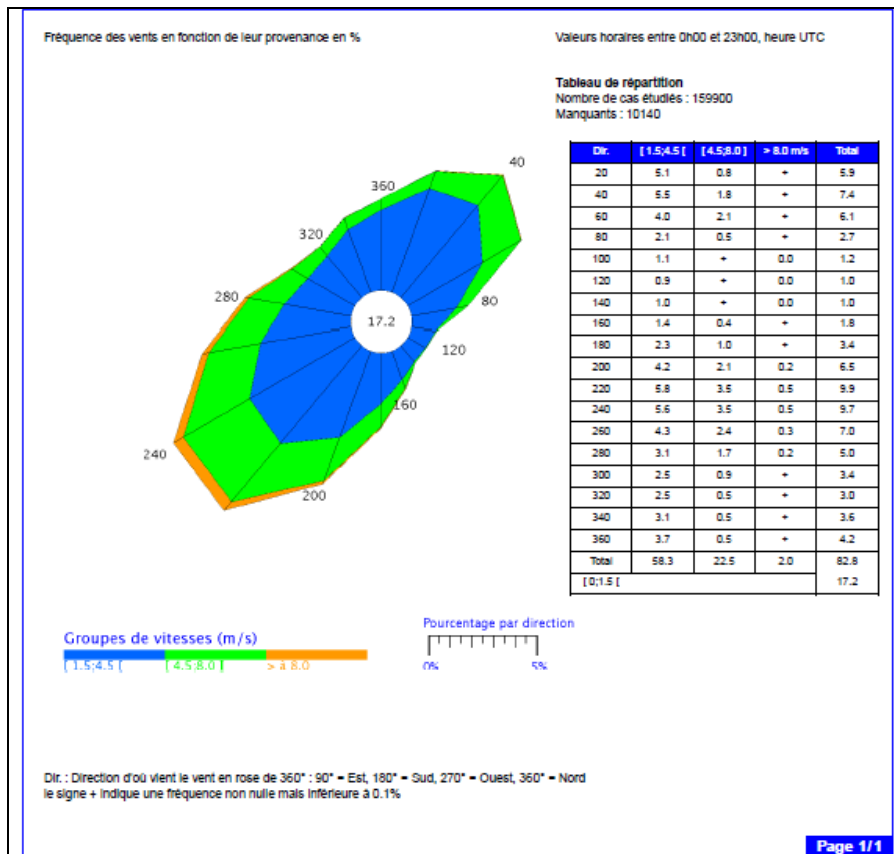 Fréquence des vents en fonction de leur provenance en %
Valeurs horaires entre 0h00 et 23h00, heure UTC
Tableau de répartition
Nombre de cas étudiés : 159900
Manquants : 10140
40
360
320
280
17.2
80
120
160
240
200
Dir. [ 1.5;4.5 [ [ 4.5;8.0 ] > 8.0 m/s Total
20 5.1 0.8 + 5.9
40 5.5 1.8 + 7.4
60 4.0 2.1 + 6.1
80 2.1 0.5 + 2.7
100 1.1 + 0.0 1.2
120 0.9 + 0.0 1.0
140 1.0 + 0.0 1.0
160 1.4 0.4 + 1.8
180 2.3 1.0 + 3.4
200 4.2 2.1 0.2 6.5
220 5.8 3.5 0.5 9.9
240 5.6 3.5 0.5 9.7
260 4.3 2.4 0.3 7.0
280 3.1 1.7 0.2 5.0
300 2.5 0.9 + 3.4
320 2.5 0.5 + 3.0
340 3.1 0.5 + 3.6
360 3.7 0.5 + 4.2
Total 58.3 22.5 2.0 82.8
[ 0;1.5 [ 17.2
Groupes de vitesses (m/s)
[ 1.5;4.5 [ [ 4.5;8.0 ] > à 8.0
Pourcentage par direction
0% 5%
Dir. : Direction d'où vient le vent en rose de 360° : 90° = Est, 180° = Sud, 270° = Ouest, 360° = Nord
le signe + indique une fréquence non nulle mais inférieure à 0.1%
Page 1/1